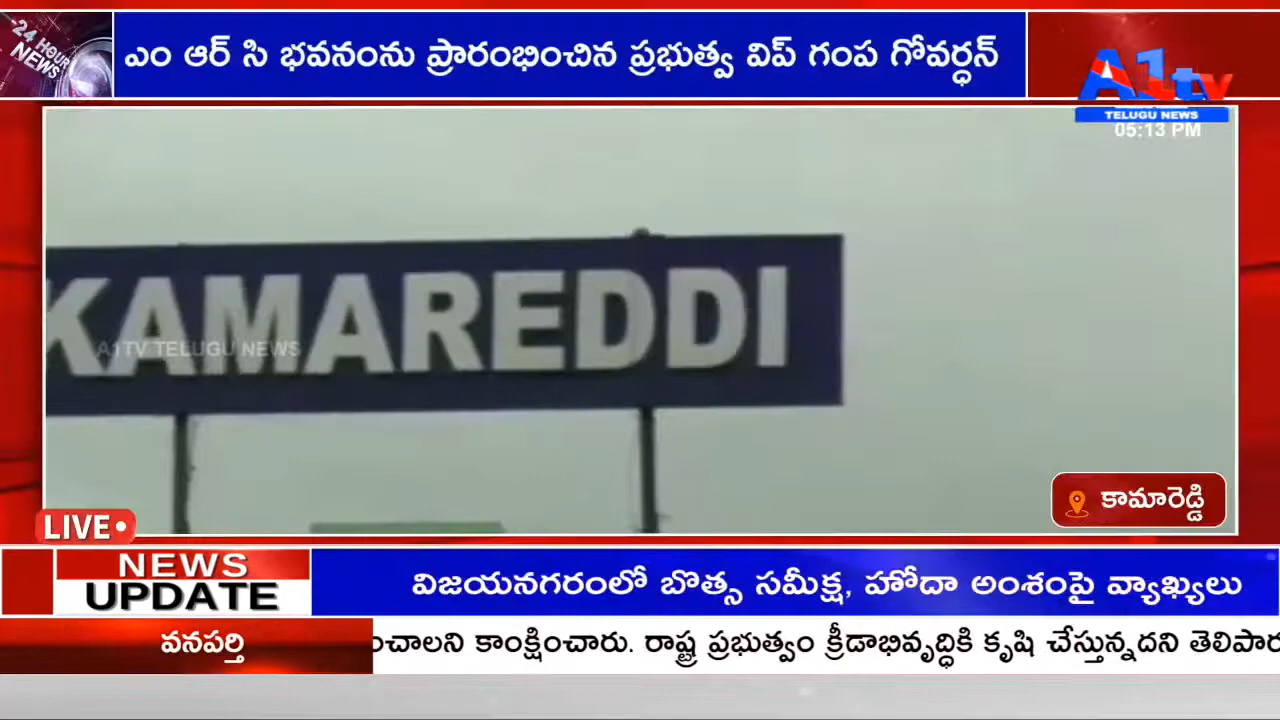 24 HOUR
NEWS
ఎం ఆర్ సి భవనంను ప్రారంభించిన ప్రభుత్వ విప్ గంప గోవర్ధన్
A1tv
TELUGU NEWS
05:13 PM
KAMAREDDI
A1TV TELUGU NEWS
కామారెడ్డి
LIVE
NEWS
UPDATE
విజయనగరంలో బొత్స సమీక్ష, హోదా అంశంపై వ్యాఖ్యలు
వనపర్తి
ంచాలని కాంక్షించారు. రాష్ట్ర ప్రభుత్వం క్రీడాభివృద్ధికి కృషి చేస్తున్నదని తెలిపార